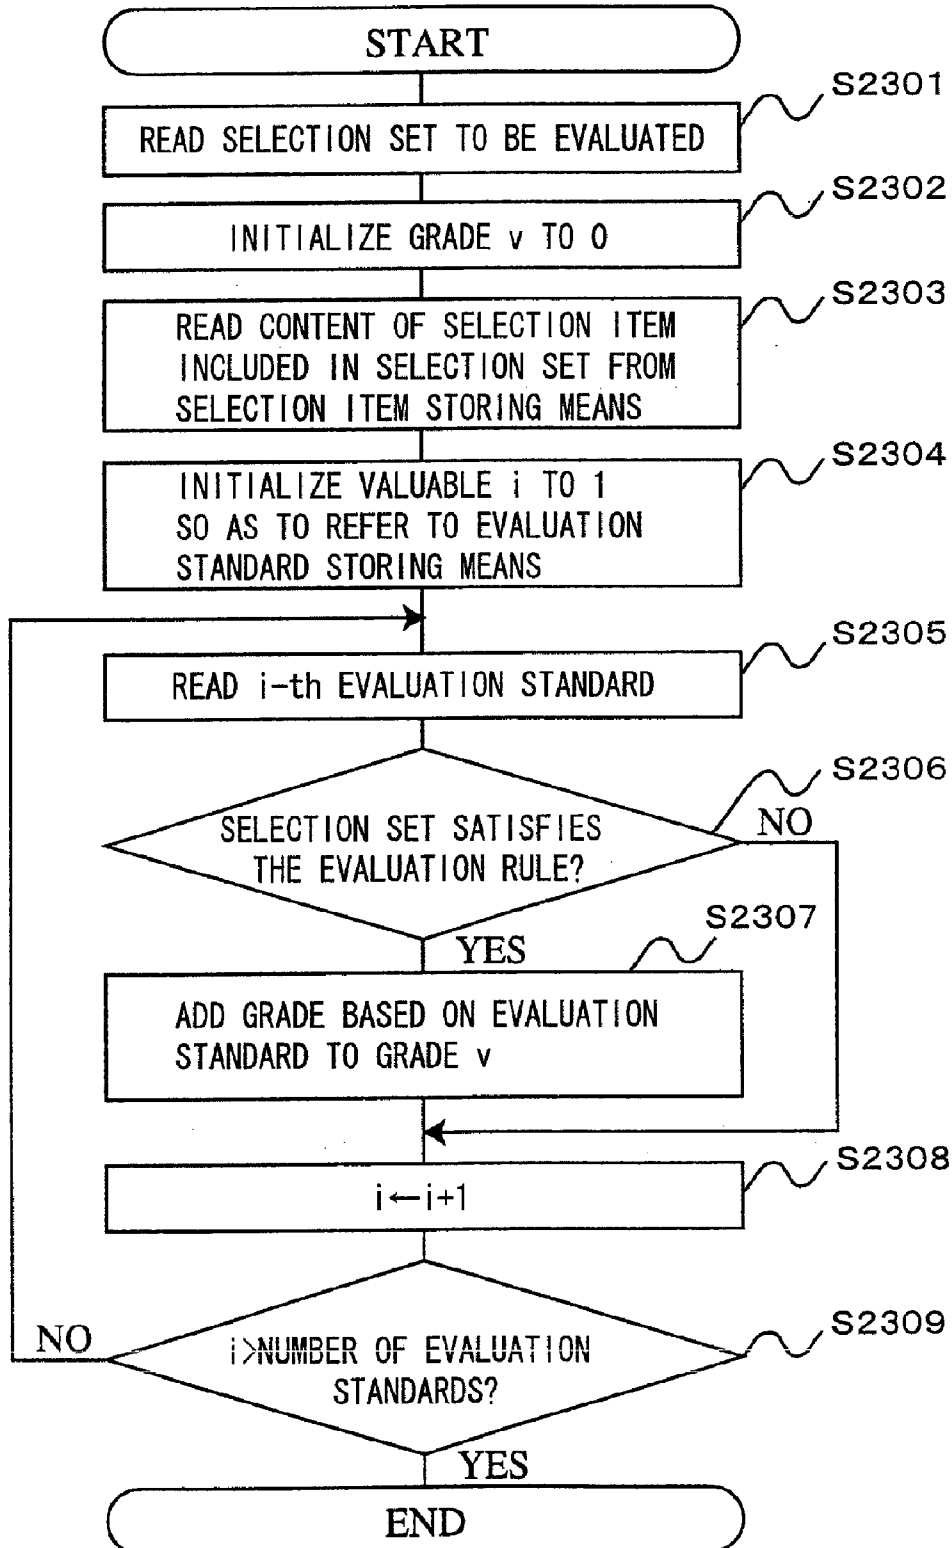 START
S2301
READ SELECTION SET TO BE EVALUATED
S2302
INITIALIZE GRADE v TO 0
S2303
READ CONTENT OF SELECTION ITEM
INCLUDED IN SELECTION SET FROM
SELECTION ITEM STORING MEANS
S2304
INITIALIZE VALUABLE i TO 1
SO AS TO REFER TO EVALUATION
STANDARD STORING MEANS
S2305
READ i-th EVALUATION STANDARD
S2306
SELECTION SET SATISFIES
THE EVALUATION RULE?
NO
YES
S2307
ADD GRADE BASED ON EVALUATION
STANDARD TO GRADE v
S2308
i←i+1
S2309
i>NUMBER OF EVALUATION
STANDARDS?
NO
YES
END